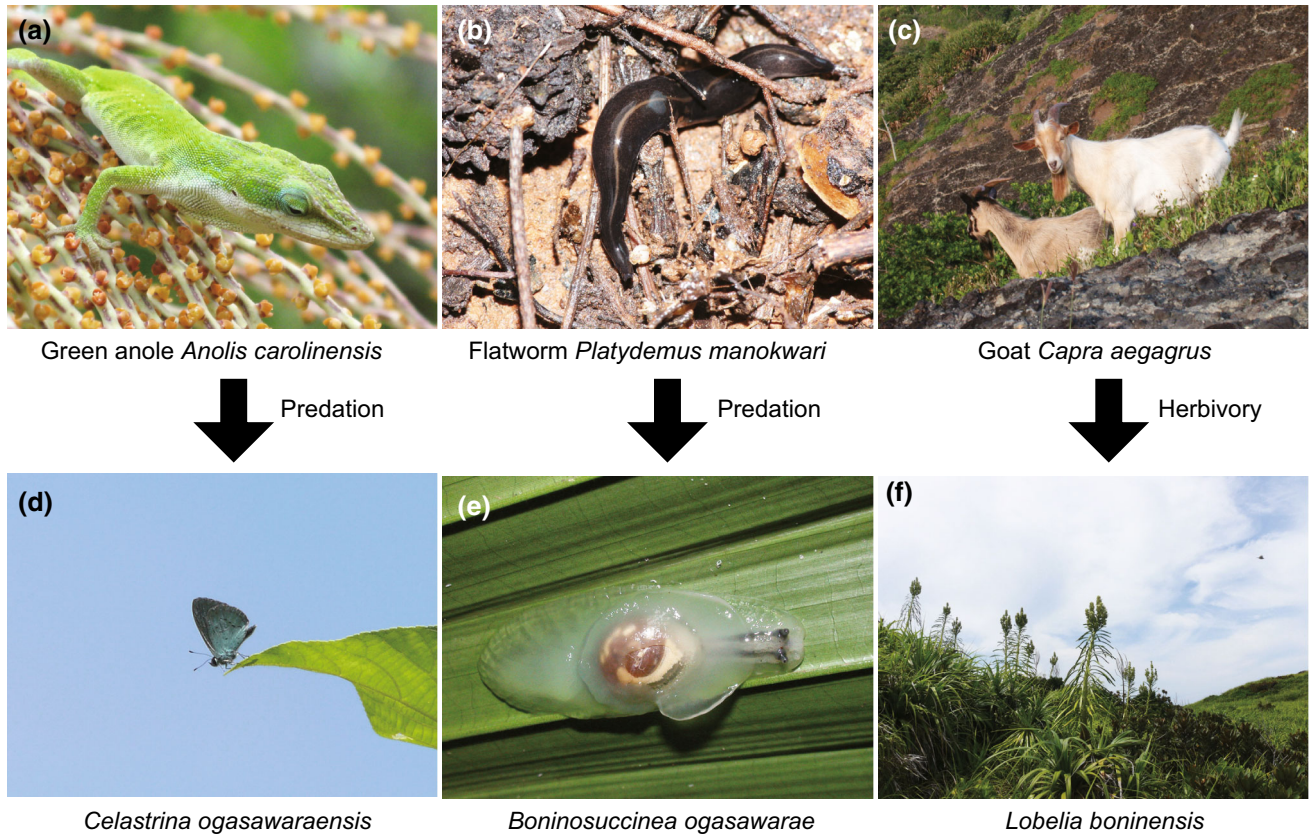 (a)
(b)
(c)
Green anole Anolis carolinensis
Flatworm Platydemus manokwari
Goat Capra aegagrus
Predation
Predation
Herbivory
(d)
(e)
(f)
Celastrina ogasawaraensis
Boninosuccinea ogasawarae
Lobelia boninensis